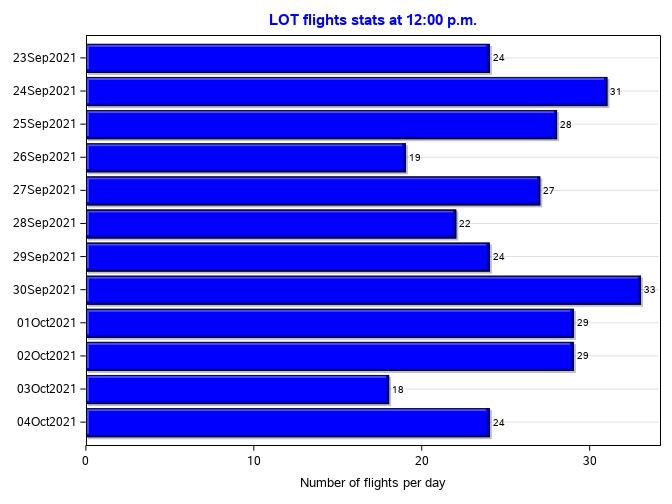 LOT flights stats at 12:00 p.m.
23Sep2021 24
24Sep2021 31
25Sep2021 28
26Sep2021 19
27Sep2021 27
28Sep2021 22
29Sep2021 24
30Sep2021 33
01Oct2021 29
02Oct2021 29
03Oct2021 18
04Oct2021 24
0 10 20 30
Number of flights per day